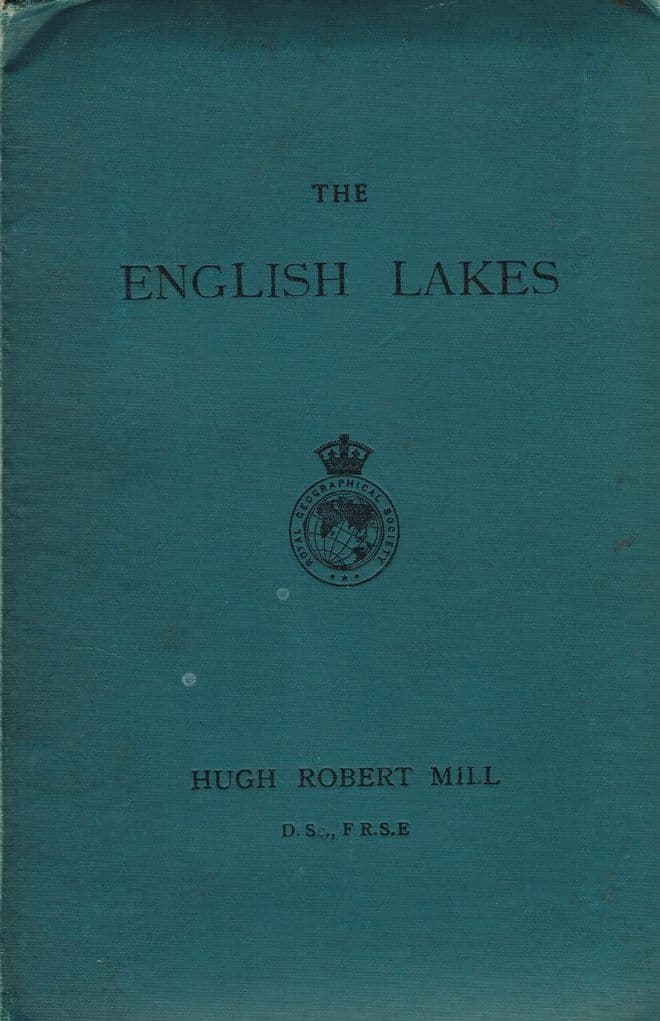 THE
ENGLISH LAKES
ROYAL GEOGRAPHICAL SOCIETY
HUGH ROBERT MILL
D. Sc., F R.S.E